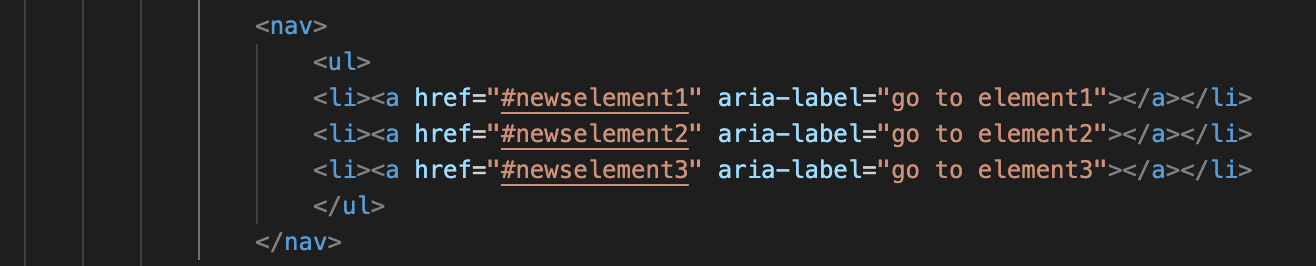 <nav>
<ul>
<li><a href="#newselement1" aria-label="go to element1"></a></li>
<li><a href="#newselement2" aria-label="go to element2"></a></li>
<li><a href="#newselement3" aria-label="go to element3"></a></li>
</ul>
</nav>